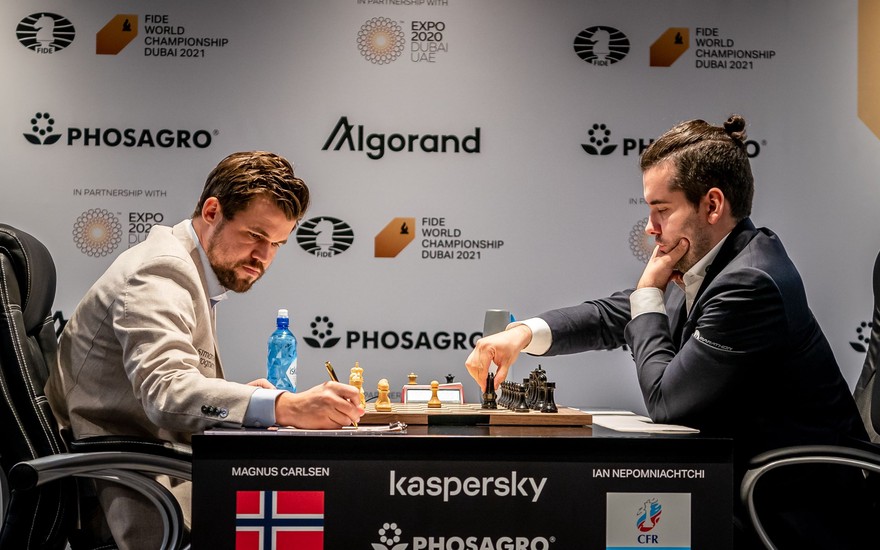 IN PARTNERSHIP WITH
FIDE
FIDE
WORLD
CHAMPIONSHIP
DUBAI 2021
EXPO
2020
DUBAI
UAE
FIDE
FIDE
WORLD
CHAMPIONSHIP
DUBAI 2021
PHOSAGRO®
Algorand
IN PARTNERSHIP WITH
EXPO
2020
FIDE
FIDE
WORLD
CHAMPIONSHIP
DUBAI 2021
PHOSAGRO
MAGNUS CARLSEN
kaspersky
IAN NEPOMNIACHTCHI
CFR
PHOSAGRO®